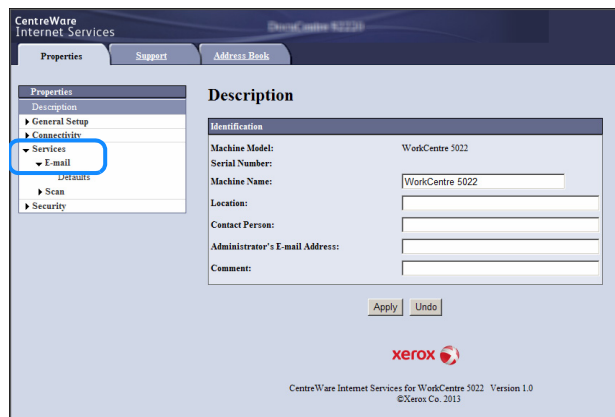 CentreWare
Internet Services
Properties
Support
Address Book
Properties
Description
General Setup
Connectivity
Services
E-mail
Defaults
Scan
Security
Description
Identification
Machine Model: WorkCentre 5022
Serial Number:
Machine Name: WorkCentre 5022
Location:
Contact Person:
Administrator's E-mail Address:
Comment:
Apply Undo
xerox
CentreWare Internet Services for WorkCentre 5022 Version 1.0
©Xerox Co. 2013